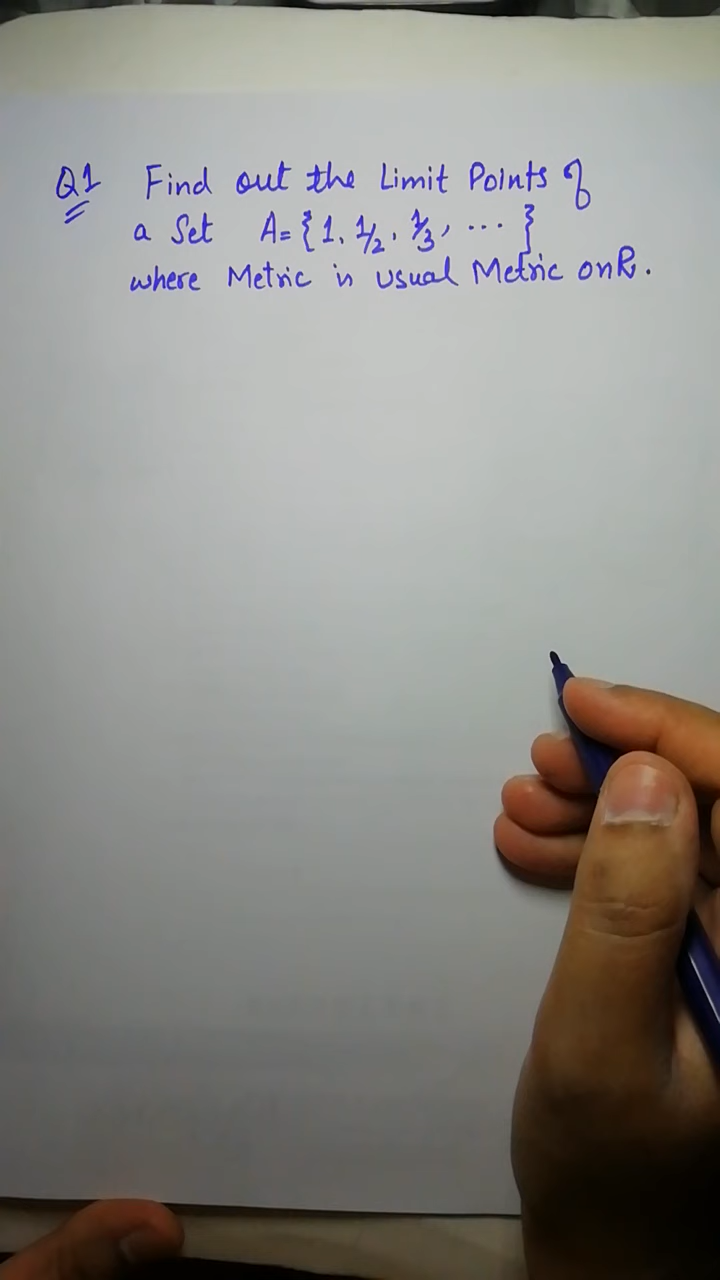 Q1 Find out the Limit Points of
a Set A = {1, 1/2, 1/3, ... }
where Metric is usual Metric on R.